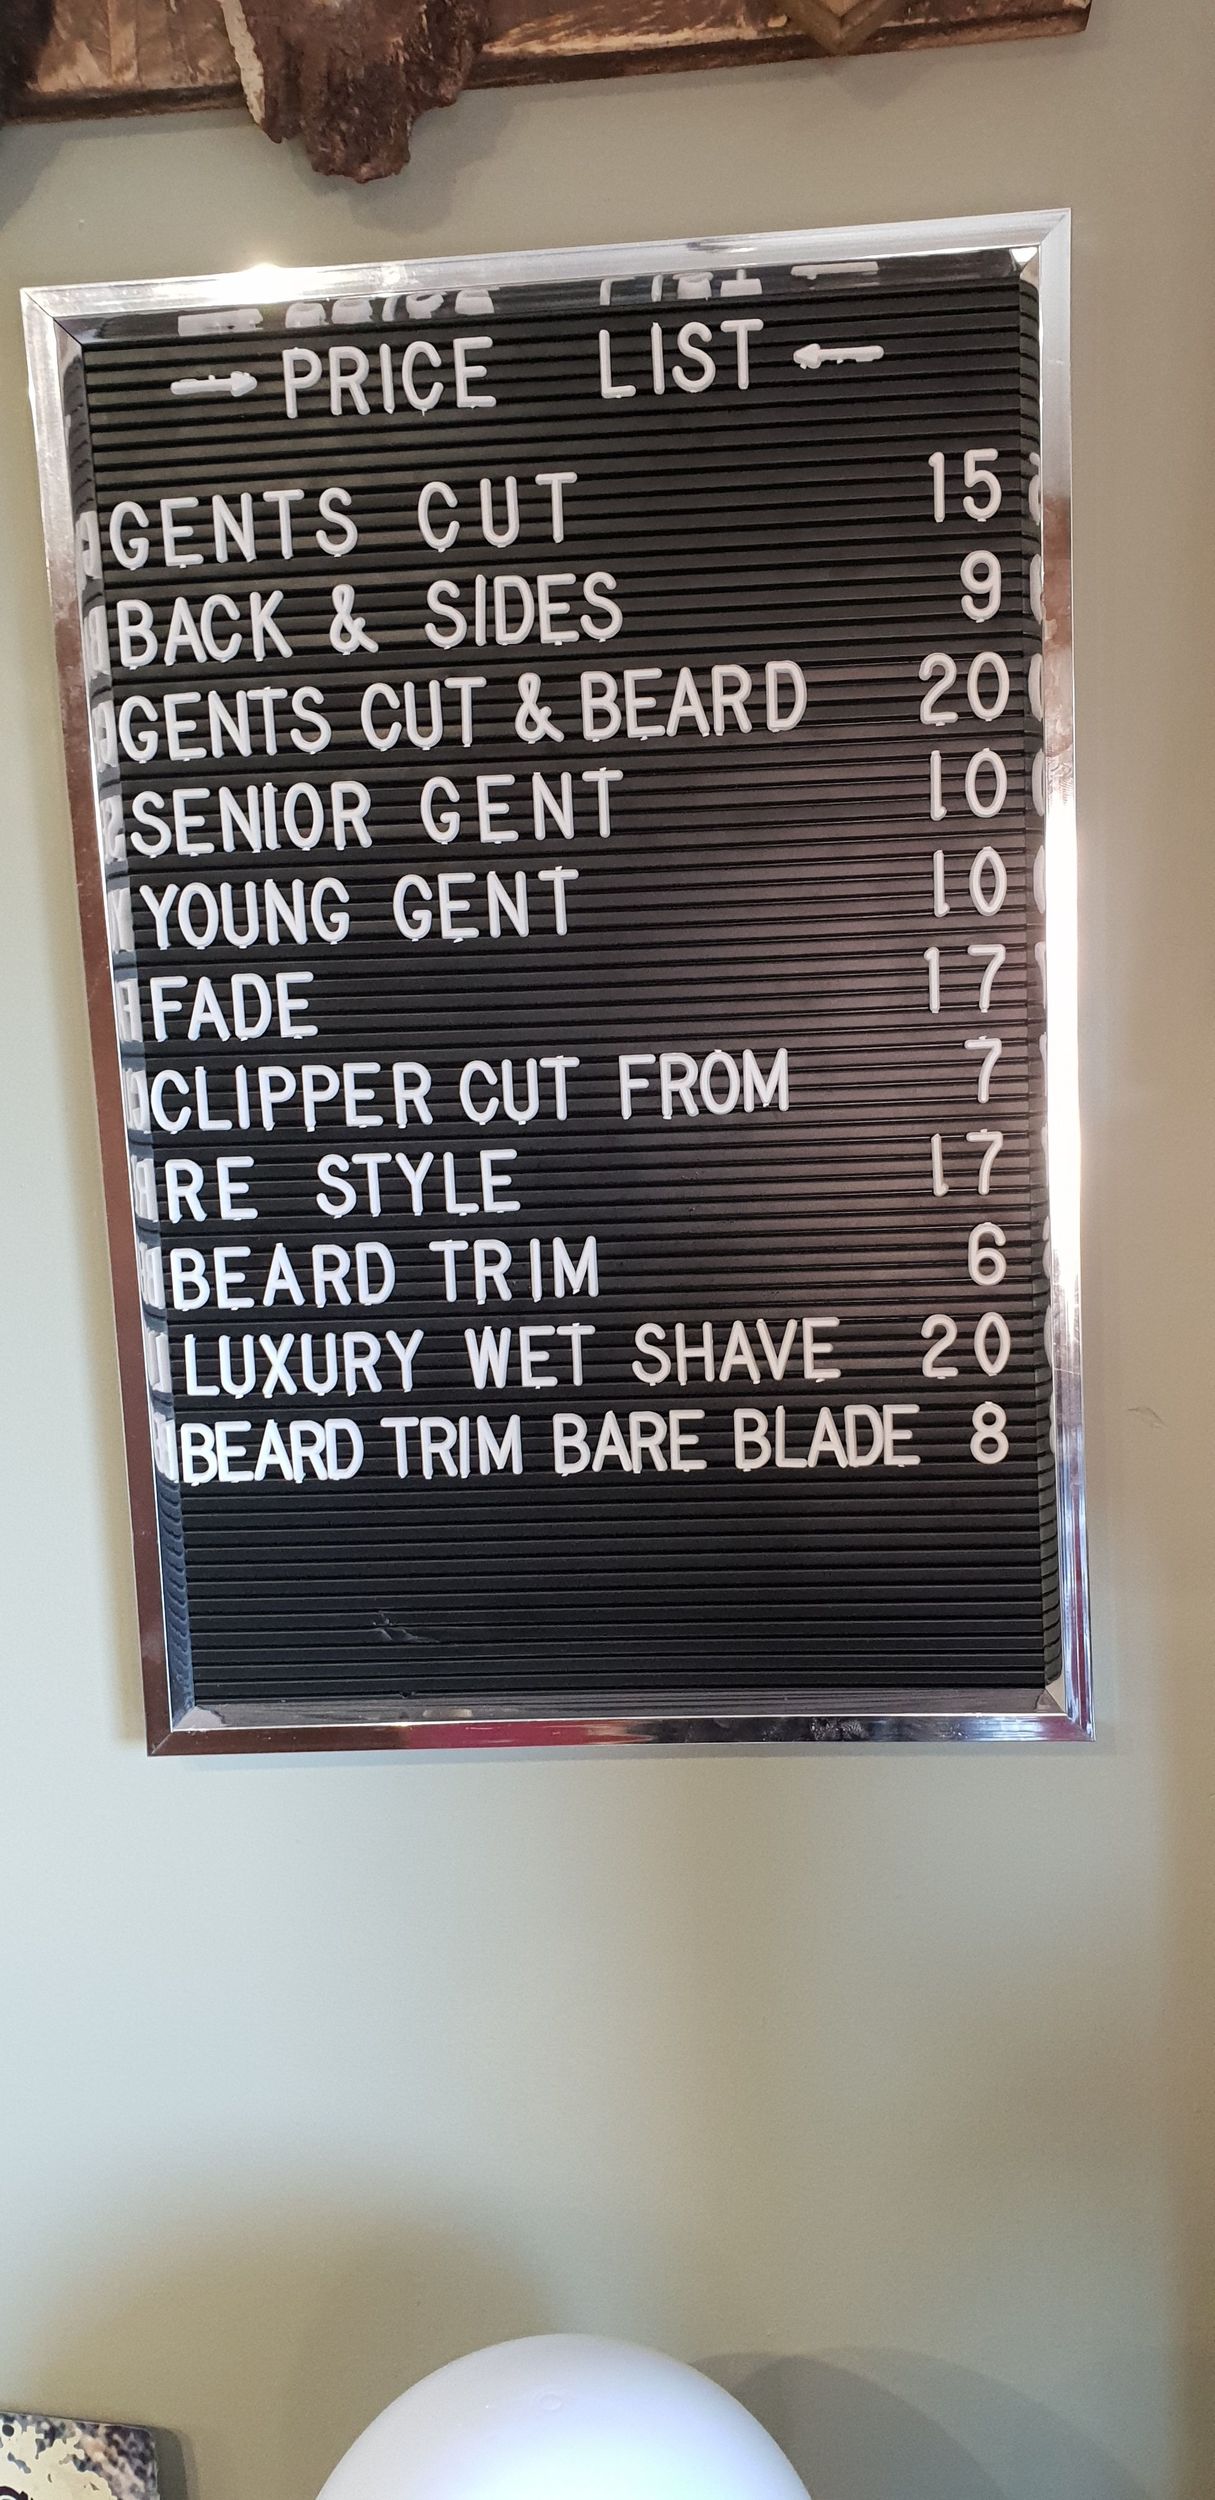 → PRICE LIST ←
GENTS CUT 15
BACK & SIDES 9
GENTS CUT & BEARD 20
SENIOR GENT 10
YOUNG GENT 10
FADE 17
CLIPPER CUT FROM 7
RE STYLE 17
BEARD TRIM 6
LUXURY WET SHAVE 20
BEARD TRIM BARE BLADE 8